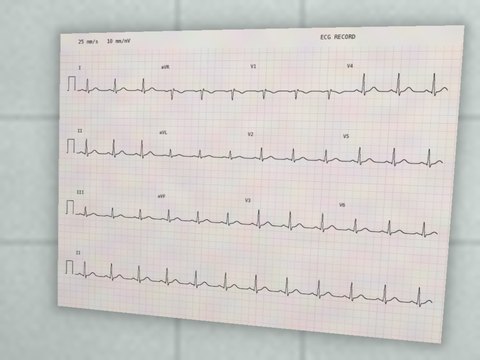 25 mm/s 10 mm/mV ECG RECORD
I aVR V1 V4
II aVL V2 V5
III aVF V3 V6
II